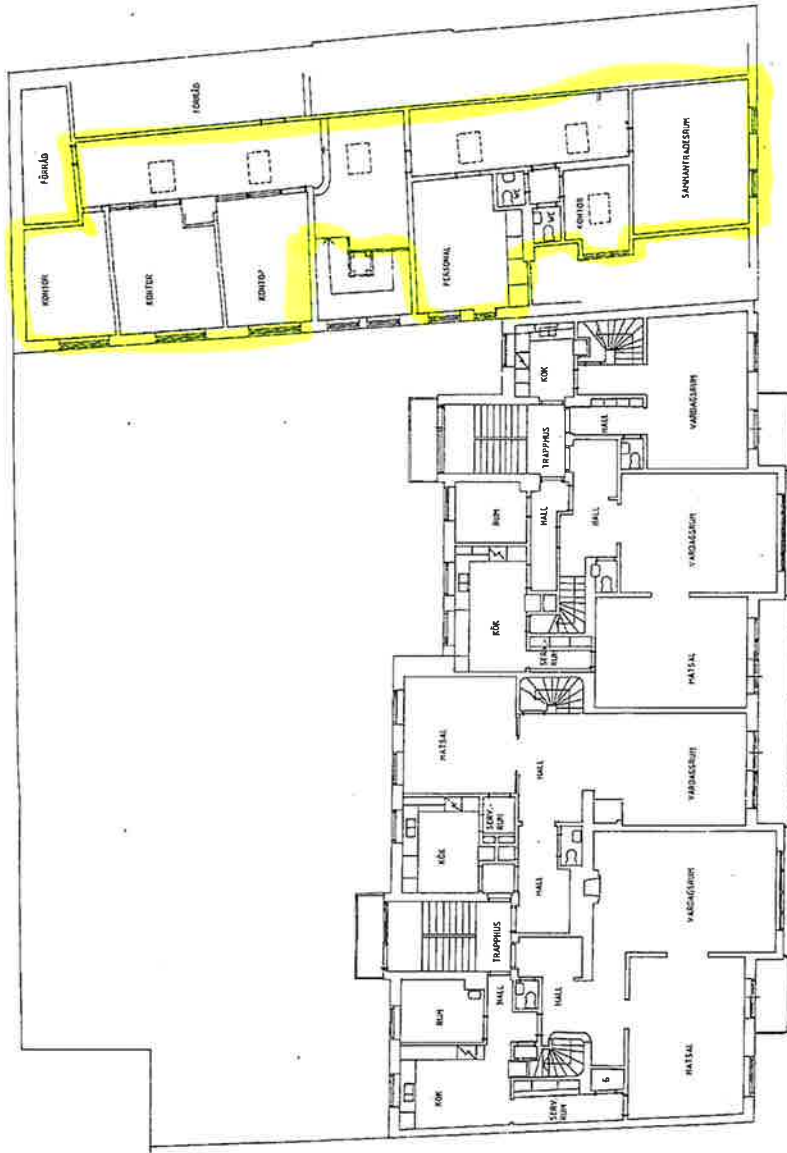 FÖRRÅD
FÖRRÅD
KONTOR
KONTOR
KONTOR
PERSONAL
WC
WC
KONTOR
SAMMANTRÄDESRUM
KÖK
TRAPPHUS
HALL
VARDAGSRUM
RUM
HALL
HALL
VARDAGSRUM
KÖK
SERV.-
RUM
MATSAL
MATSAL
HALL
VARDAGSRUM
KÖK
SERV.-
RUM
HALL
VARDAGSRUM
TRAPPHUS
RUM
HALL
HALL
KÖK
SERV.-
RUM
G
MATSAL